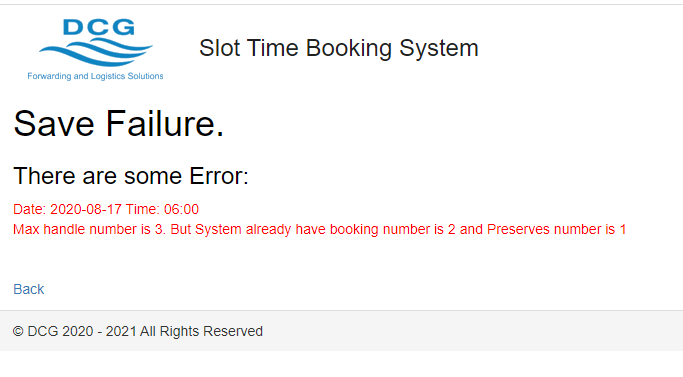 DCG
Forwarding and Logistics Solutions
Slot Time Booking System
Save Failure.
There are some Error:
Date: 2020-08-17 Time: 06:00
Max handle number is 3. But System already have booking number is 2 and Preserves number is 1
Back
© DCG 2020 - 2021 All Rights Reserved